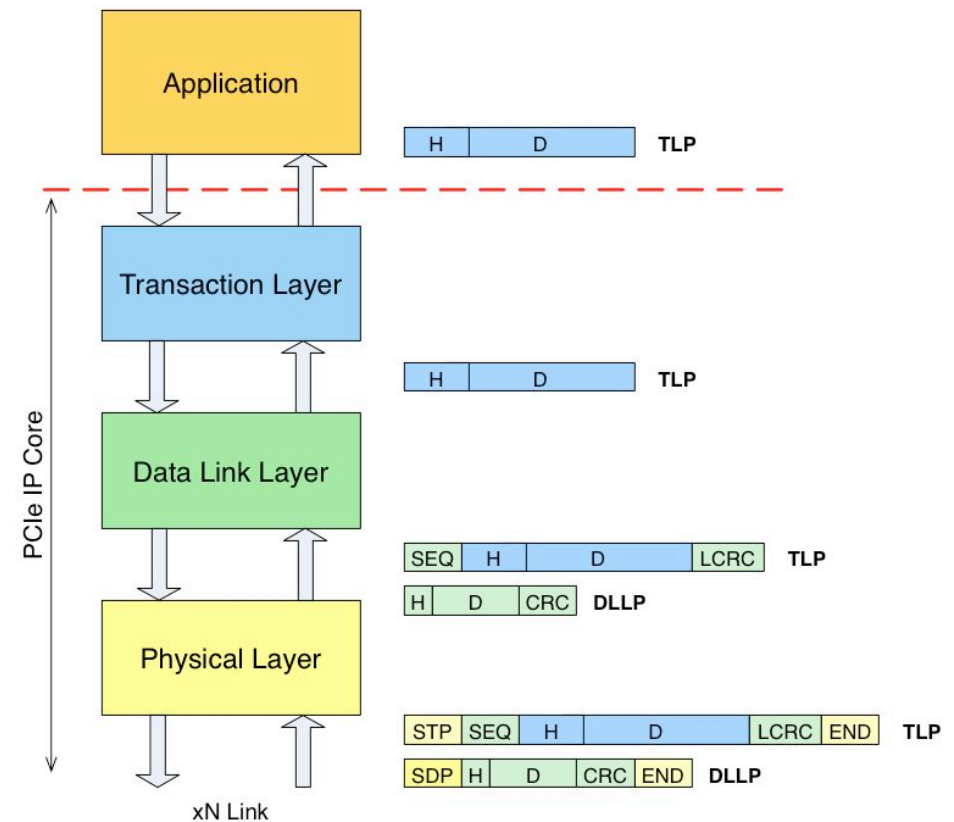 Application
H D TLP
Transaction Layer
H D TLP
PCIe IP Core
Data Link Layer
SEQ H D LCRC TLP
H D CRC DLLP
Physical Layer
STP SEQ H D LCRC END TLP
SDP H D CRC END DLLP
xN Link